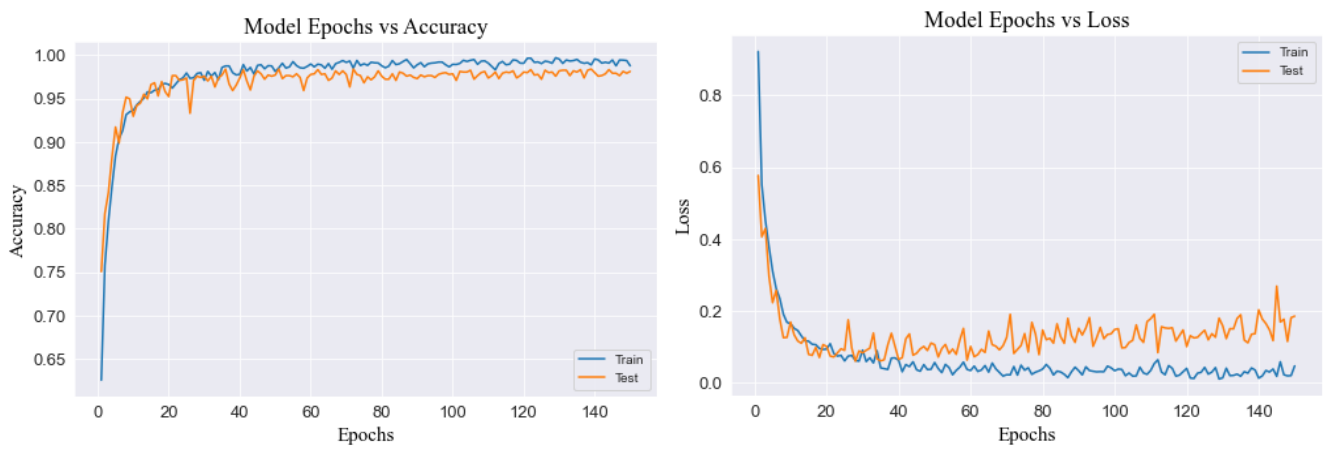 Model Epochs vs Accuracy
1.00
0.95
0.90
0.85
0.80
0.75
0.70
0.65
Accuracy
Train
Test
0 20 40 60 80 100 120 140
Epochs
Model Epochs vs Loss
Train
Test
0.8
0.6
0.4
0.2
0.0
Loss
0 20 40 60 80 100 120 140
Epochs